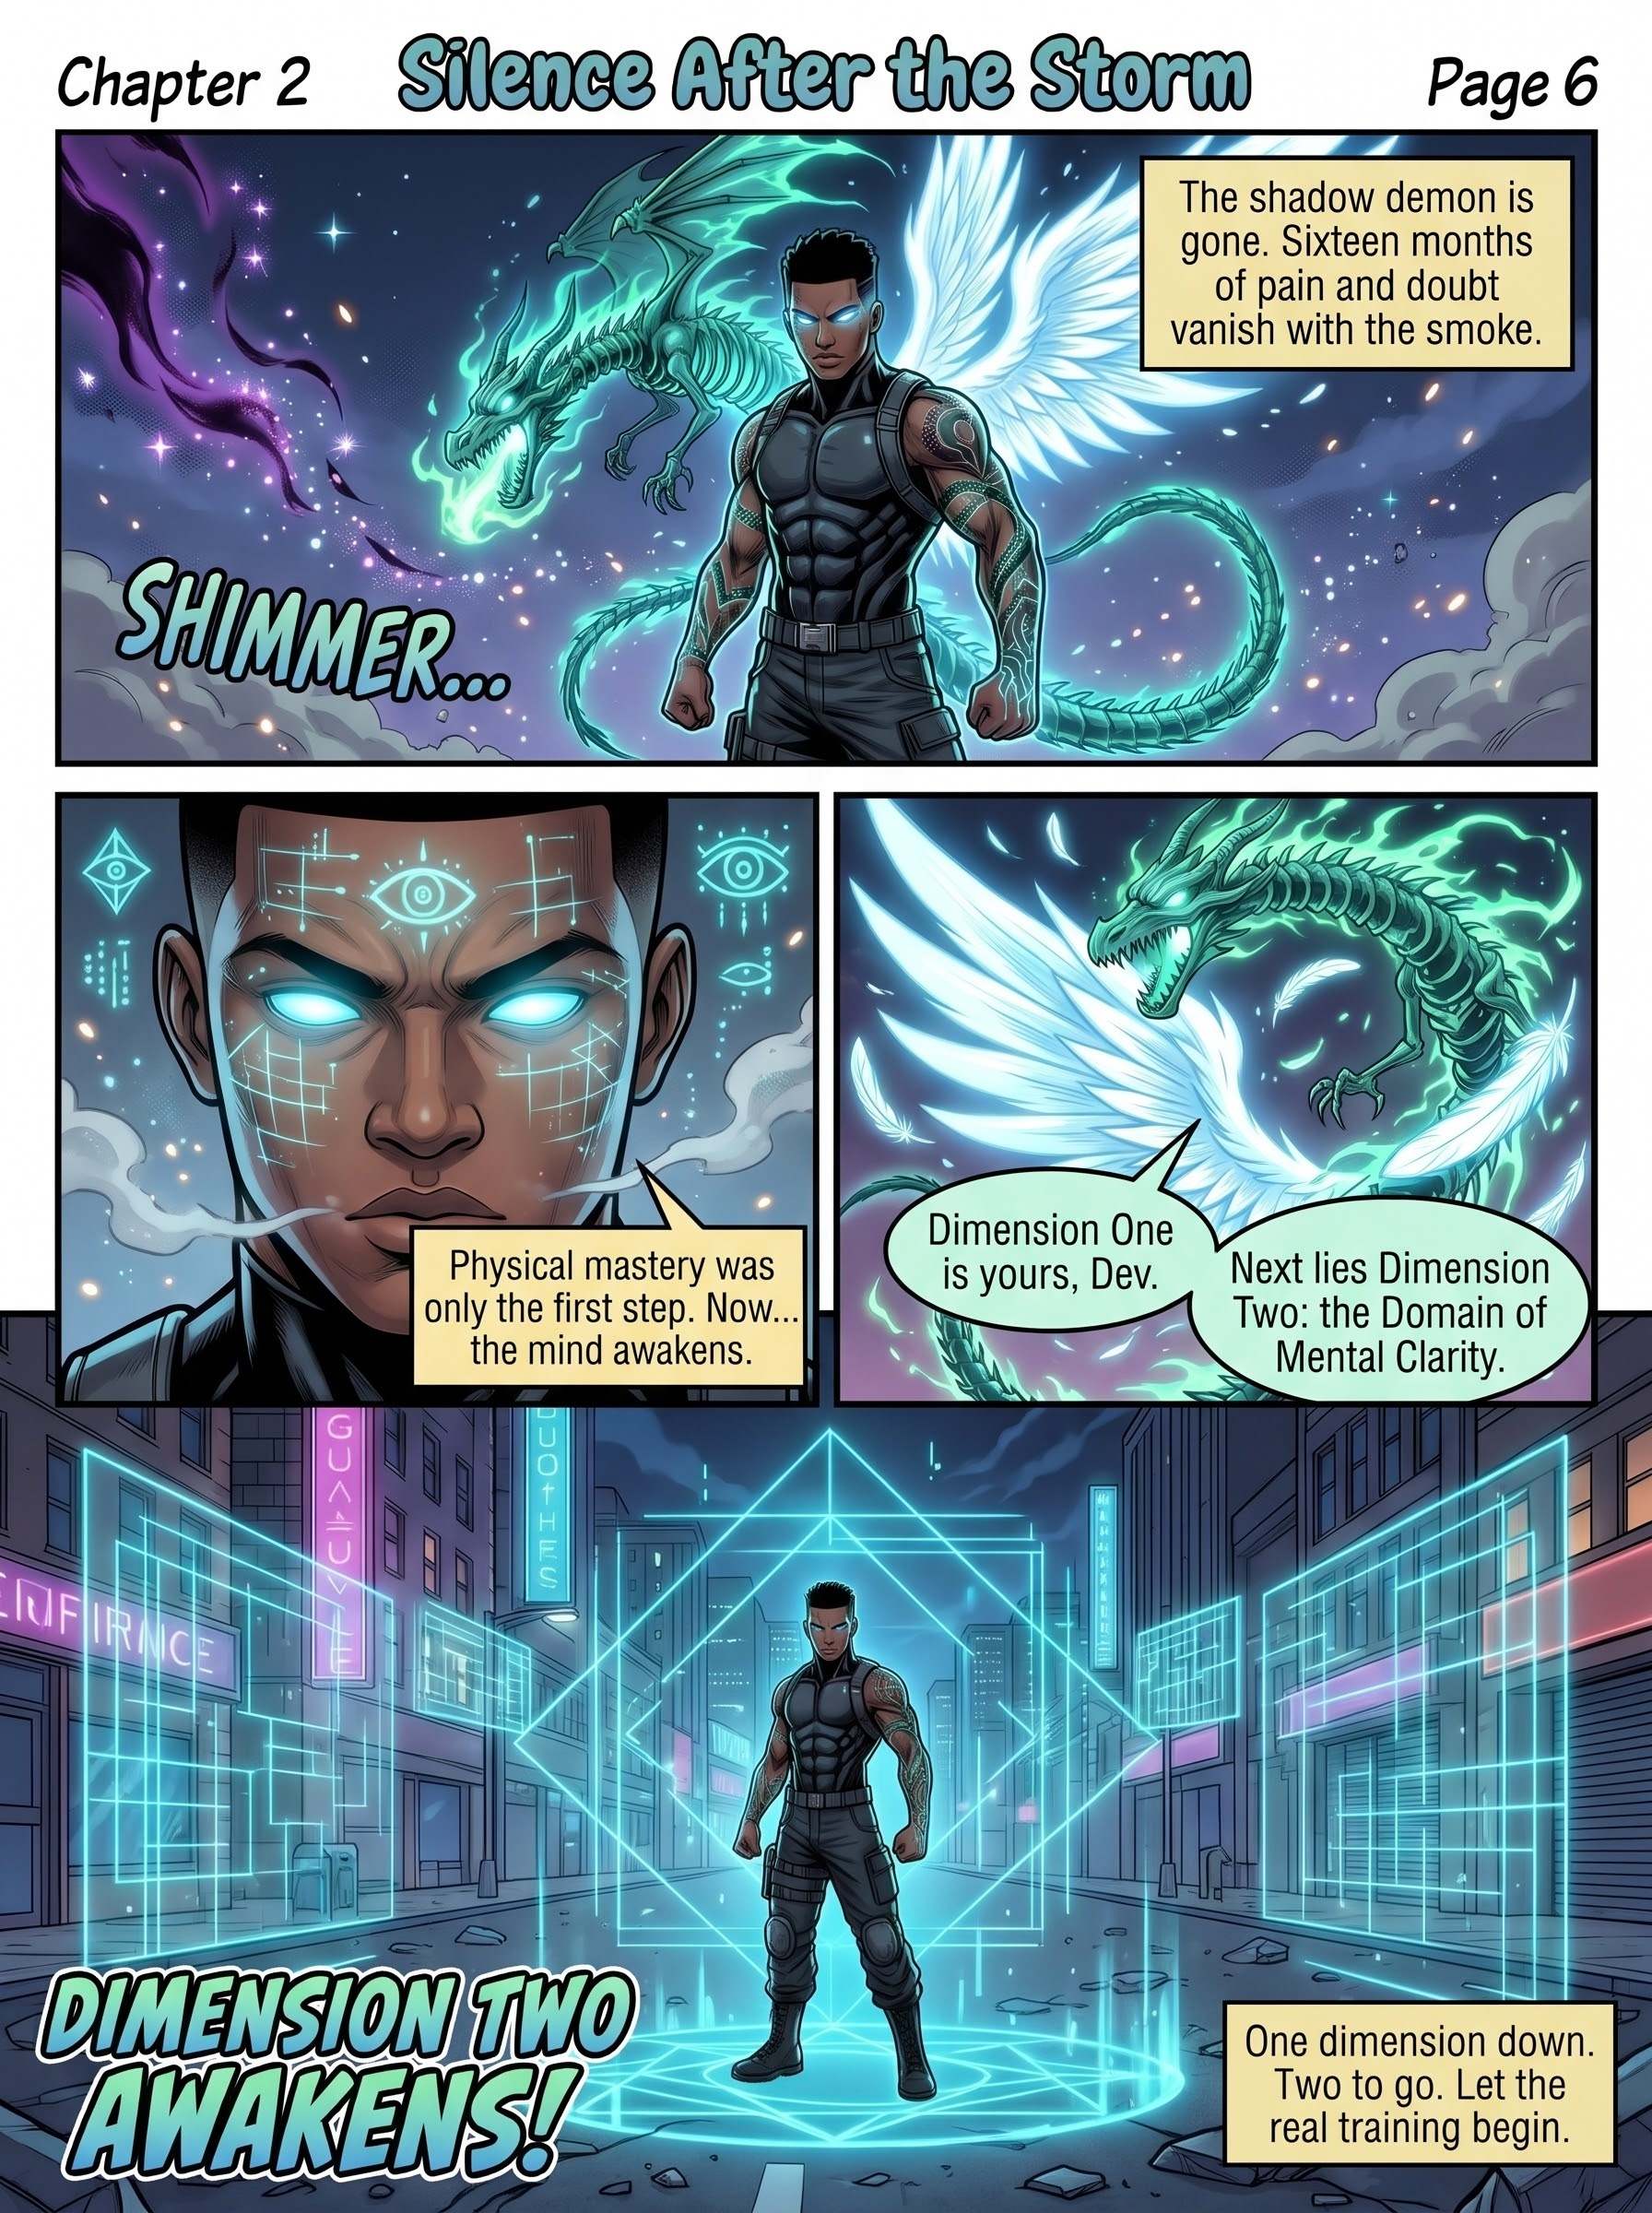 Chapter 2
Silence After the Storm
Page 6
The shadow demon is
gone. Sixteen months
of pain and doubt
vanish with the smoke.
SHIMMER...
Physical mastery was
only the first step. Now...
the mind awakens.
Dimension One
is yours, Dev.
Next lies Dimension
Two: the Domain of
Mental Clarity.
DIMENSION TWO
AWAKENS!
One dimension down.
Two to go. Let the
real training begin.